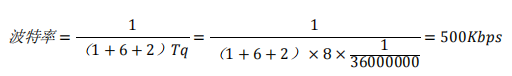 波特率 = 1/（1+6+2）Tq = 1/（1+6+2）×8×1/36000000 = 500Kbps